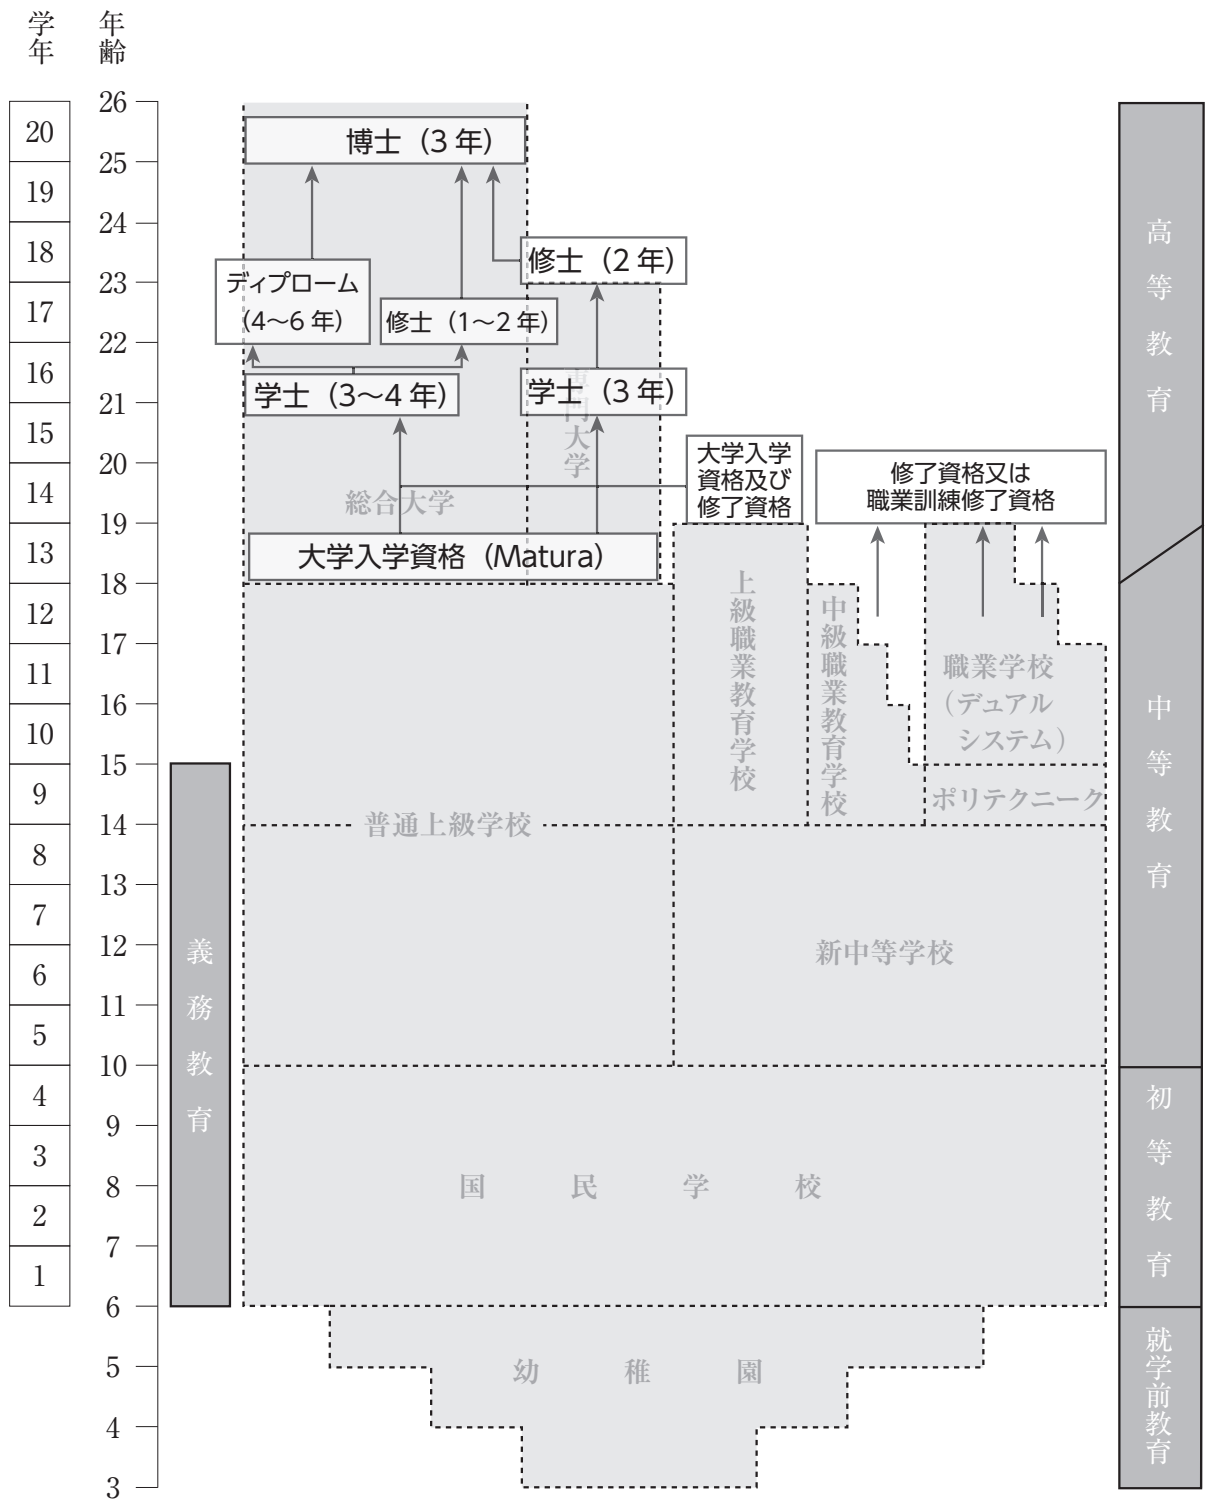 学年
年齢
26
20
25
19
24
18
23
17
22
16
21
15
20
14
19
13
18
12
17
11
16
10
15
9
14
8
13
7
12
6
11
5
10
4
9
3
8
2
7
1
6
5
4
3
義務教育
博士（3 年）
ディプローム
（4〜6 年）
修士（1〜2 年）
修士（2 年）
学士（3〜4 年）
学士（3 年）
専門大学
総合大学
大学入学資格（Matura）
大学入学
資格及び
修了資格
修了資格又は
職業訓練修了資格
上級職業教育学校
中級職業教育学校
職業学校
（デュアル
システム）
ポリテクニーク
普通上級学校
新中等学校
国民学校
幼稚園
高等教育
中等教育
初等教育
就学前教育